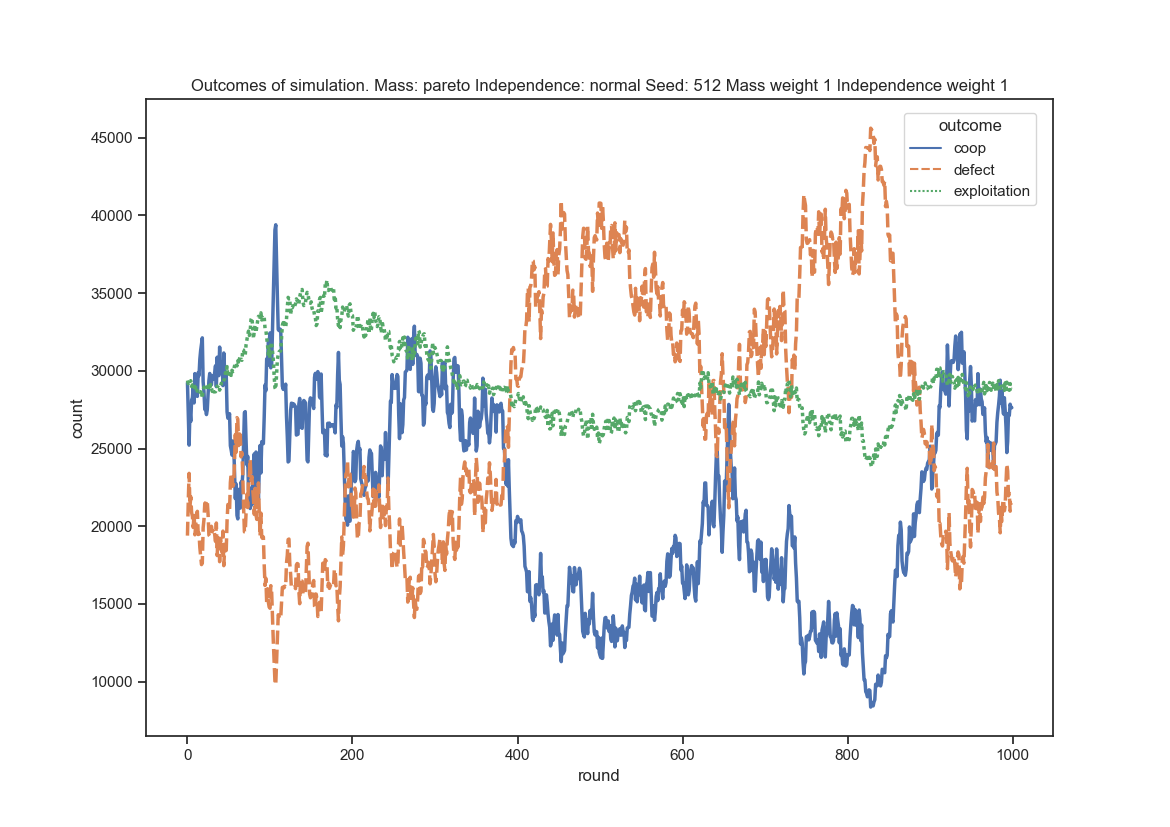 Outcomes of simulation. Mass: pareto Independence: normal Seed: 512 Mass weight 1 Independence weight 1
outcome
coop
defect
exploitation
count
45000
40000
35000
30000
25000
20000
15000
10000
0
200
400
600
800
1000
round